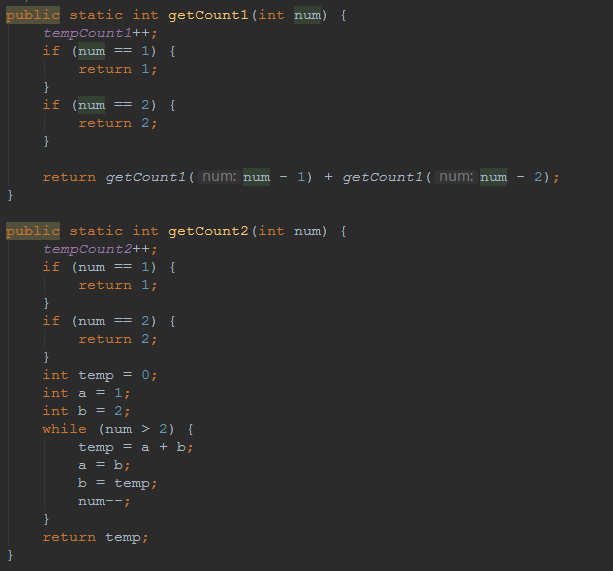 public static int getCount1(int num) {
    tempCount1++;
    if (num == 1) {
        return 1;
    }
    if (num == 2) {
        return 2;
    }

    return getCount1( num: num - 1) + getCount1( num: num - 2);
}

public static int getCount2(int num) {
    tempCount2++;
    if (num == 1) {
        return 1;
    }
    if (num == 2) {
        return 2;
    }
    int temp = 0;
    int a = 1;
    int b = 2;
    while (num > 2) {
        temp = a + b;
        a = b;
        b = temp;
        num--;
    }
    return temp;
}